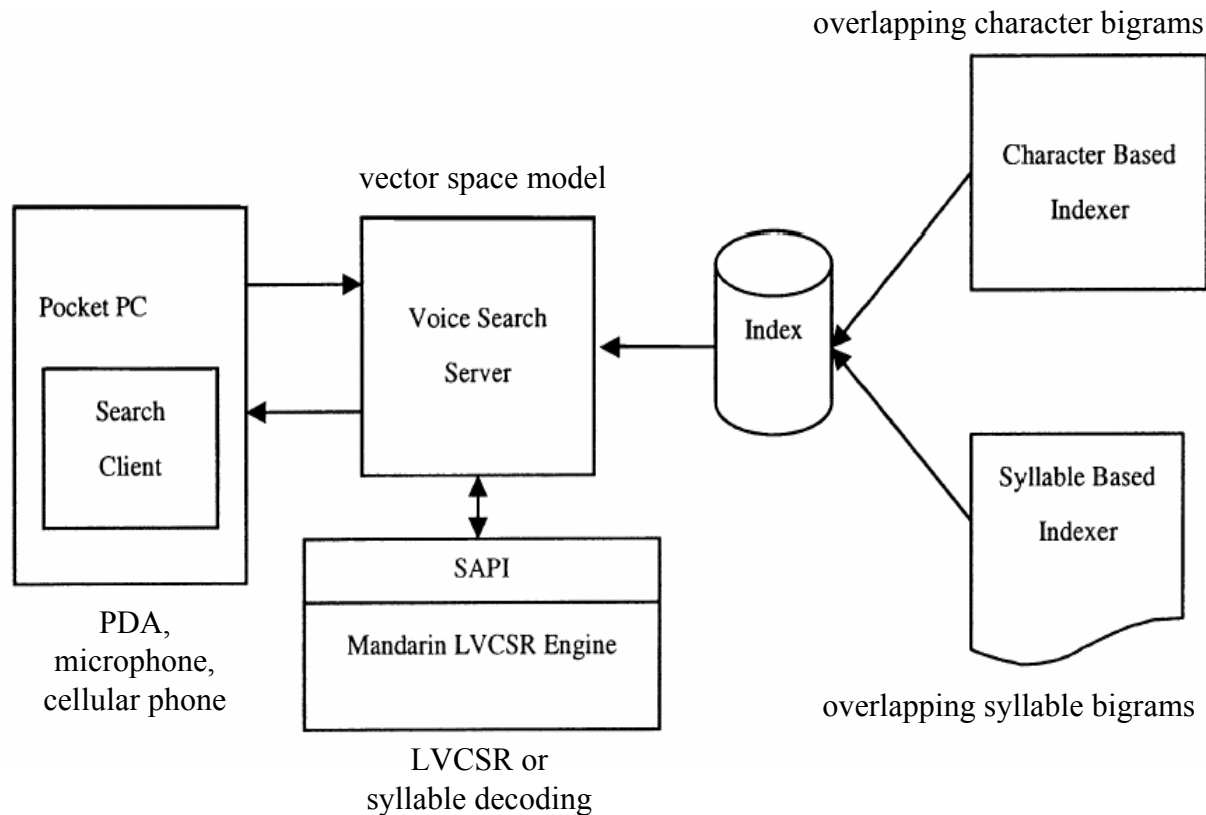 overlapping character bigrams
Character Based
Indexer
vector space model
Pocket PC
Search
Client
Voice Search
Server
Index
Syllable Based
Indexer
SAPI
Mandarin LVCSR Engine
PDA,
microphone,
cellular phone
overlapping syllable bigrams
LVCSR or
syllable decoding